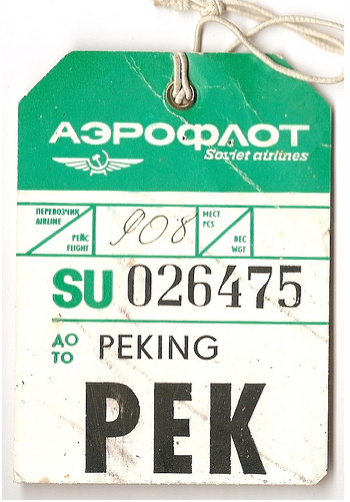 АЭРОФЛОТ
Soviet airlines
ПЕРЕВОЗЧИК
AIRLINE
РЕЙС
FLIGHT
908
МЕСТ
PCS
ВЕС
WGT
SU 026475
ДО
TO
PEKING
PEK